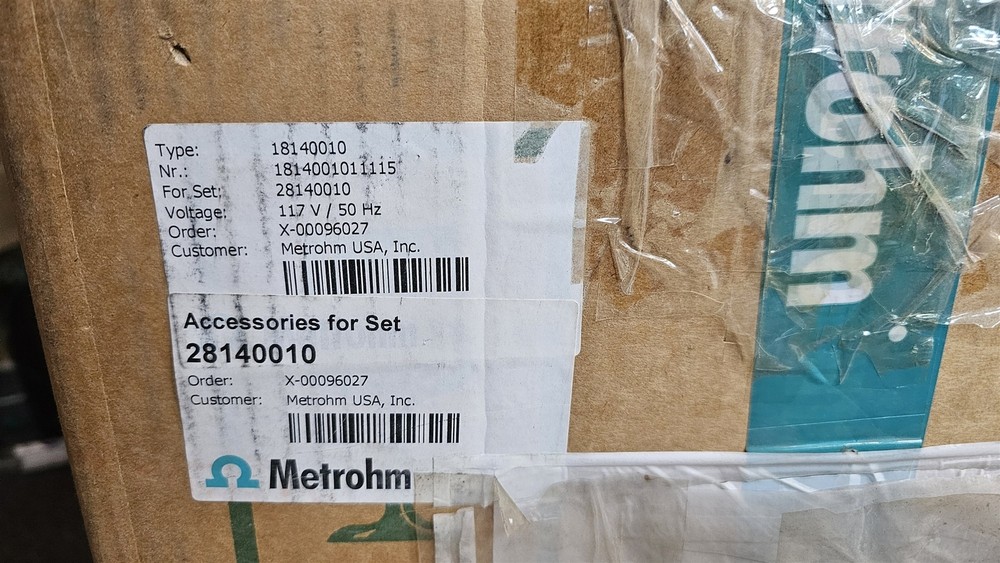 Type: 18140010
Nr.: 1814001011115
For Set: 28140010
Voltage: 117 V / 50 Hz
Order: X-00096027
Customer: Metrohm USA, Inc.
Accessories for Set
28140010
Order: X-00096027
Customer: Metrohm USA, Inc.
Metrohm
rohm